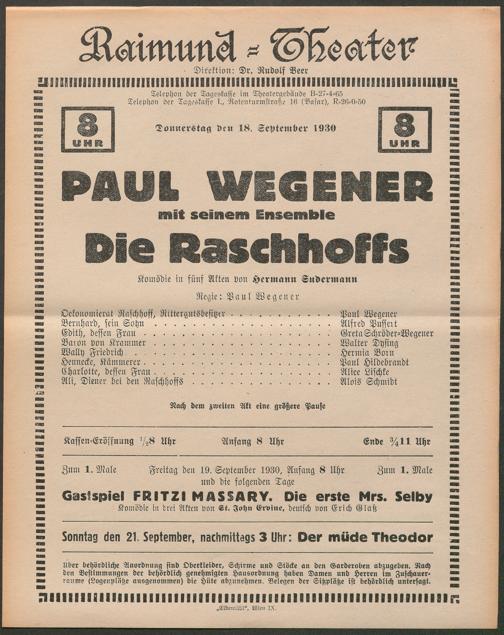 Raimund-Theater
Direktion: Dr. Rudolf Beer
Telephon der Tageskasse im Theatergebäude B-27-4-65
Telephon der Tageskasse I., Rotenturmstraße 16 (Basar), R-26-0-50
8 UHR
Donnerstag den 18. September 1930
8 UHR
PAUL WEGENER
mit seinem Ensemble
Die Raschhoffs
Komödie in fünf Akten von Hermann Sudermann
Regie: Paul Wegener
Oekonomierat Raschhoff, Rittergutsbesitzer . . . . . . . . . . Paul Wegener
Bernhard, sein Sohn . . . . . . . . . . Alfred Puffert
Edith, dessen Frau . . . . . . . . . . Greta Schröder-Wegener
Baron von Krammer . . . . . . . . . . Walter Dysing
Wally Friedrich . . . . . . . . . . Hermia Born
Hennecke, Kämmerer . . . . . . . . . . Paul Hildebrandt
Charlotte, dessen Frau . . . . . . . . . . Alice Lischke
Ali, Diener bei den Raschhoffs . . . . . . . . . . Alois Schmidt
Nach dem zweiten Akt eine größere Pause
Kassen-Eröffnung 1/28 Uhr Anfang 8 Uhr Ende 3/411 Uhr
Zum 1. Male Freitag den 19. September 1930, Anfang 8 Uhr Zum 1. Male
und die folgenden Tage
Gastspiel FRITZI MASSARY. Die erste Mrs. Selby
Komödie in drei Akten von St. John Ervine, deutsch von Erich Glaß
Sonntag den 21. September, nachmittags 3 Uhr: Der müde Theodor
Über behördliche Anordnung sind Oberkleider, Schirme und Stöcke an den Garderoben abzugeben. Nach
den Bestimmungen der behördlich genehmigten Hausordnung haben Damen und Herren im Zuschauer-
raume (Logenplätze ausgenommen) die Hüte abzunehmen. Belegen der Sitzplätze ist behördlich untersagt.
„Elbemühl“, Wien IX.